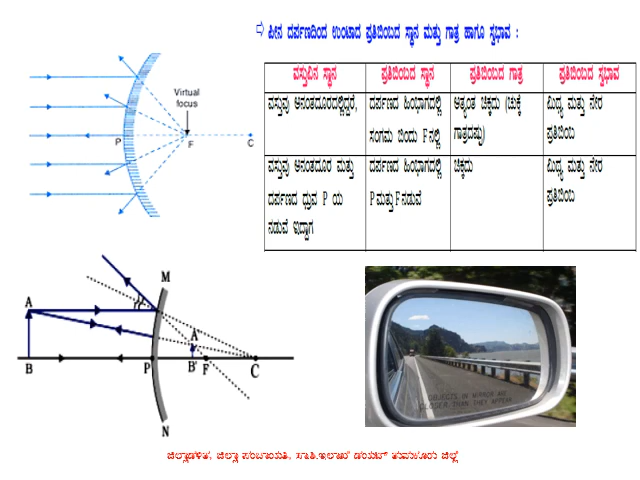 ⇨ ಪೀನ ದರ್ಪಣದಿಂದ ಉಂಟಾದ ಪ್ರತಿಬಿಂಬದ ಸ್ಥಾನ ಮತ್ತು ಗಾತ್ರ ಹಾಗೂ ಸ್ವಭಾವ :
ವಸ್ತುವಿನ ಸ್ಥಾನ ಪ್ರತಿಬಿಂಬದ ಸ್ಥಾನ ಪ್ರತಿಬಿಂಬದ ಗಾತ್ರ ಪ್ರತಿಬಿಂಬದ ಸ್ವಭಾವ
ವಸ್ತುವು ಅನಂತದೂರದಲ್ಲಿದ್ದರೆ, ದರ್ಪಣದ ಹಿಂಭಾಗದಲ್ಲಿ ಅತ್ಯಂತ ಚಿಕ್ಕದು (ಚುಕ್ಕೆ ಮಿಥ್ಯ ಮತ್ತು ನೇರ
ಸಂಗಮ ಬಿಂದು Fನಲ್ಲಿ ಗಾತ್ರದಷ್ಟು) ಪ್ರತಿಬಿಂಬ
ವಸ್ತುವು ಅನಂತದೂರ ಮತ್ತು ದರ್ಪಣದ ಹಿಂಭಾಗದಲ್ಲಿ ಚಿಕ್ಕದು ಮಿಥ್ಯ ಮತ್ತು ನೇರ
ದರ್ಪಣದ ಧ್ರುವ P ಯ P ಮತ್ತು F ನಡುವೆ ಪ್ರತಿಬಿಂಬ
ನಡುವೆ ಇದ್ದಾಗ
Virtual
focus
P F C
M
A A'
B P B' F C
N
OBJECTS IN MIRROR ARE
CLOSER THAN THEY APPEAR